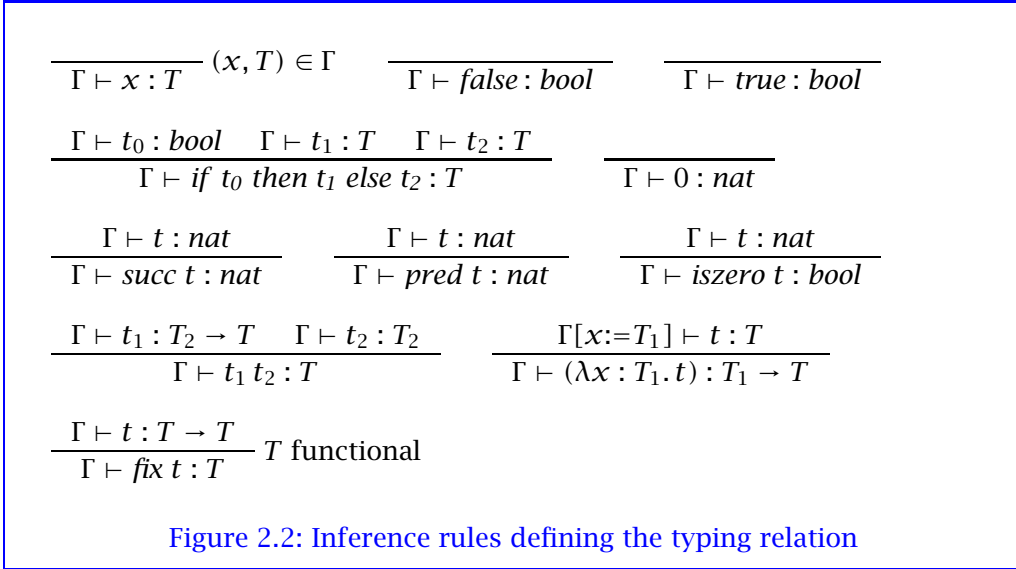 (x, T) ∈ Γ
Γ ⊢ x : T    Γ ⊢ false : bool    Γ ⊢ true : bool
Γ ⊢ t₀ : bool    Γ ⊢ t₁ : T    Γ ⊢ t₂ : T
Γ ⊢ if t₀ then t₁ else t₂ : T    Γ ⊢ 0 : nat
Γ ⊢ t : nat    Γ ⊢ t : nat    Γ ⊢ t : nat
Γ ⊢ succ t : nat    Γ ⊢ pred t : nat    Γ ⊢ iszero t : bool
Γ ⊢ t₁ : T₂ → T    Γ ⊢ t₂ : T₂    Γ[x:=T₁] ⊢ t : T
Γ ⊢ t₁ t₂ : T    Γ ⊢ (λx : T₁. t) : T₁ → T
Γ ⊢ t : T → T
Γ ⊢ fix t : T    T functional
Figure 2.2: Inference rules defining the typing relation